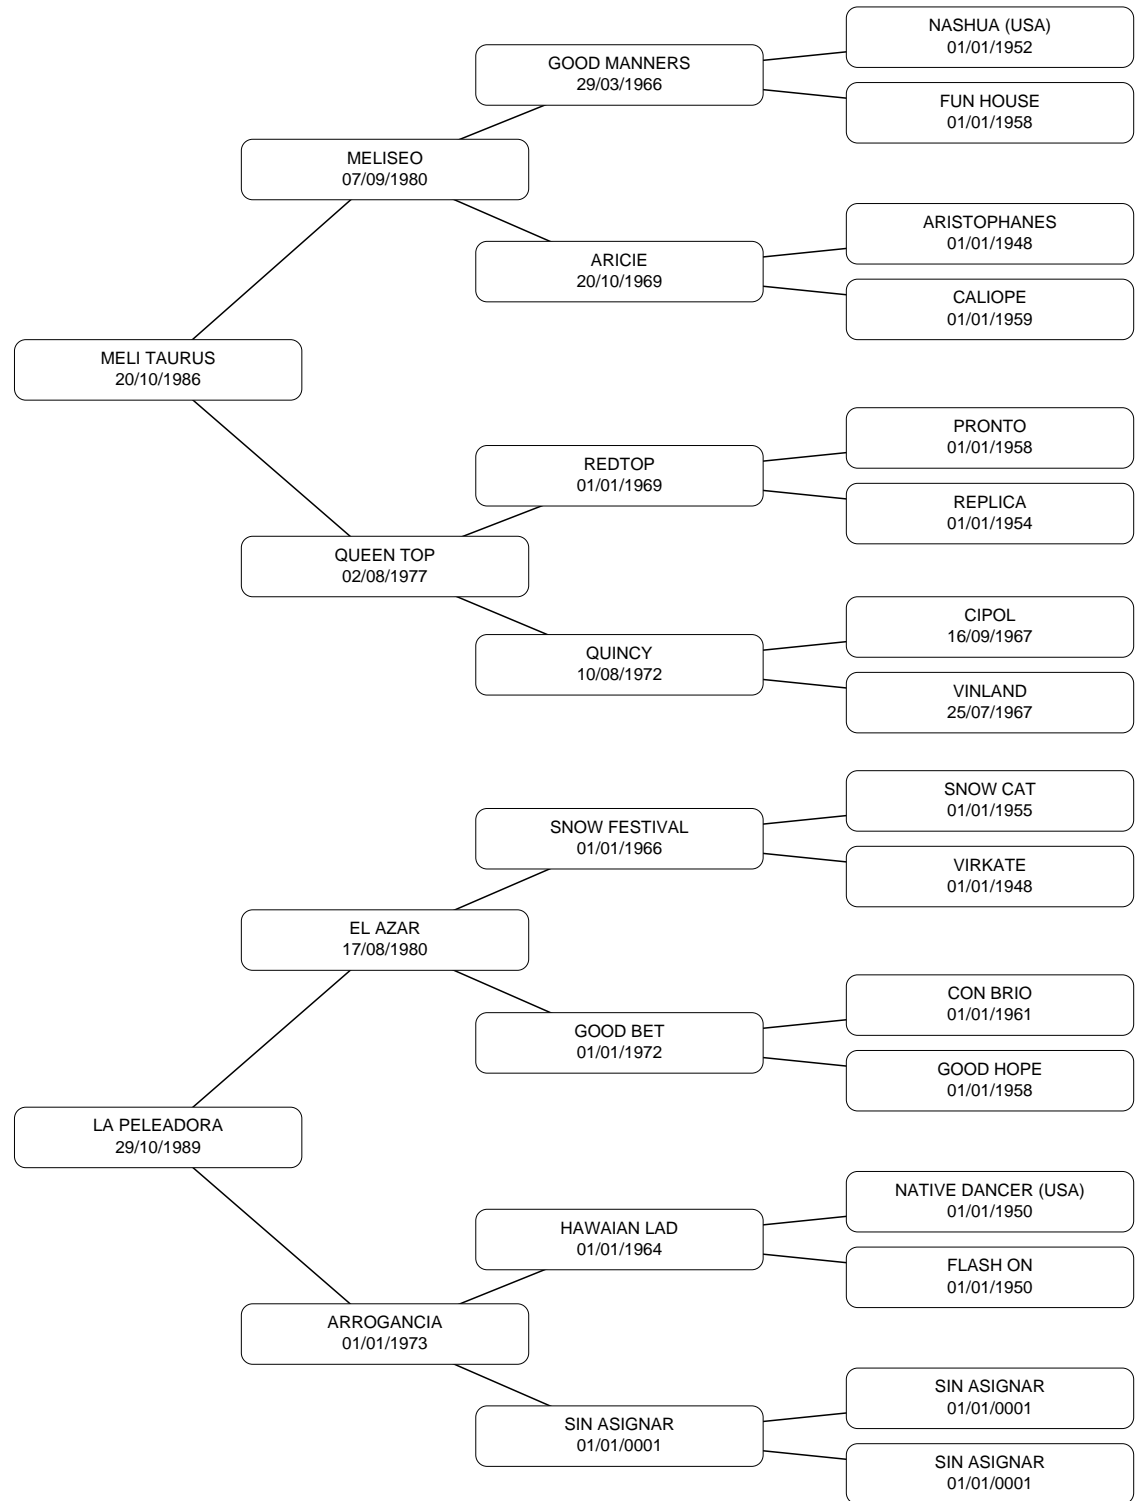 NASHUA (USA)
01/01/1952
GOOD MANNERS
29/03/1966
FUN HOUSE
01/01/1958
MELISEO
07/09/1980
ARISTOPHANES
01/01/1948
ARICIE
20/10/1969
CALIOPE
01/01/1959
MELI TAURUS
20/10/1986
PRONTO
01/01/1958
REDTOP
01/01/1969
REPLICA
01/01/1954
QUEEN TOP
02/08/1977
CIPOL
16/09/1967
QUINCY
10/08/1972
VINLAND
25/07/1967
SNOW CAT
01/01/1955
SNOW FESTIVAL
01/01/1966
VIRKATE
01/01/1948
EL AZAR
17/08/1980
CON BRIO
01/01/1961
GOOD BET
01/01/1972
GOOD HOPE
01/01/1958
LA PELEADORA
29/10/1989
NATIVE DANCER (USA)
01/01/1950
HAWAIAN LAD
01/01/1964
FLASH ON
01/01/1950
ARROGANCIA
01/01/1973
SIN ASIGNAR
01/01/0001
SIN ASIGNAR
01/01/0001
SIN ASIGNAR
01/01/0001